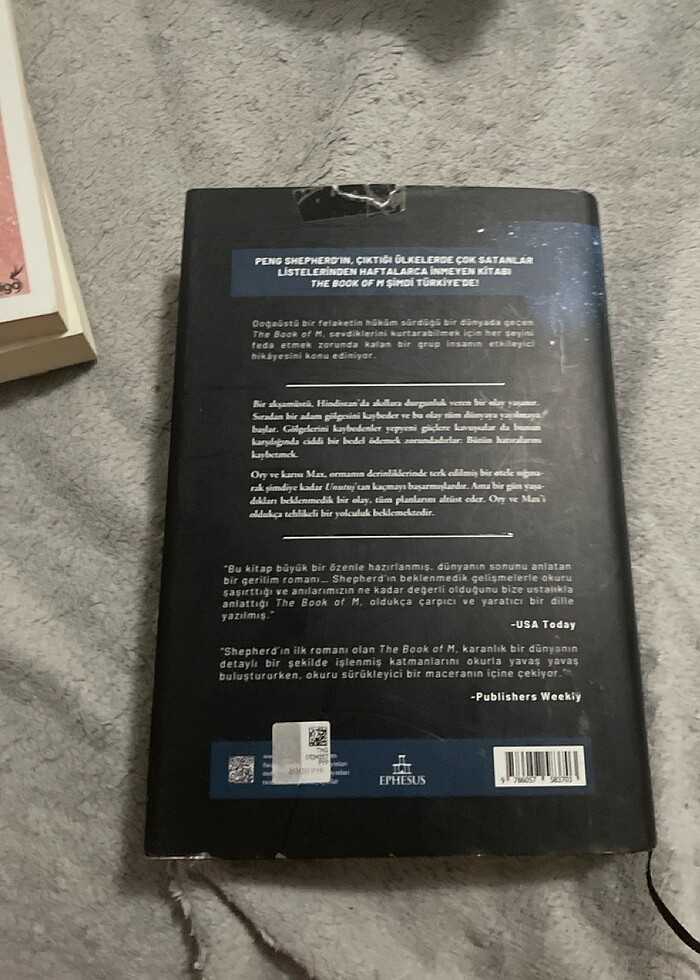 PENG SHEPHERD'IN, ÇIKTIĞI ÜLKELERDE ÇOK SATANLAR
LİSTELERİNDEN HAFTALARCA İNMEYEN KİTABI
THE BOOK OF M ŞİMDİ TÜRKİYE'DE!
Doğaüstü bir felaketin hüküm sürdüğü bir dünyada geçen
The Book of M, sevdiklerini kurtarabilmek için her şeyini
feda etmek zorunda kalan bir grup insanın etkileyici
hikâyesini konu ediniyor.
Bir akşamüstü, Hindistan'da akıllara durgunluk veren bir olay yaşanır.
Sıradan bir adam gölgesini kaybeder ve bu olay tüm dünyaya yayılmaya
başlar. Gölgelerini kaybedenler yepyeni güçlere kavuşsalar da bunun
karşılığında ciddi bir bedel ödemek zorundadırlar: Bütün hatıralarını
kaybetmek.
Ory ve karısı Max, ormanın derinliklerinde terk edilmiş bir otele sığına-
rak şimdiye kadar Unutuş'tan kaçmayı başarmışlardır. Ama bir gün yaşa-
dıkları beklenmedik bir olay, tüm planlarını altüst eder. Ory ve Max'i
oldukça tehlikeli bir yolculuk beklemektedir.
"Bu kitap büyük bir özenle hazırlanmış, dünyanın sonunu anlatan
bir gerilim romanı... Shepherd'ın beklenmedik gelişmelerle okuru
şaşırttığı ve anılarımızın ne kadar değerli olduğunu bize ustalıkla
anlattığı The Book of M, oldukça çarpıcı ve yaratıcı bir dille
yazılmış."
-USA Today
"Shepherd'ın ilk romanı olan The Book of M, karanlık bir dünyanın
detaylı bir şekilde işlenmiş katmanlarını okurla yavaş yavaş
buluştururken, okuru sürükleyici bir maceranın içine çekiyor."
-Publishers Weekly
EPHESUS
9 786057 583703